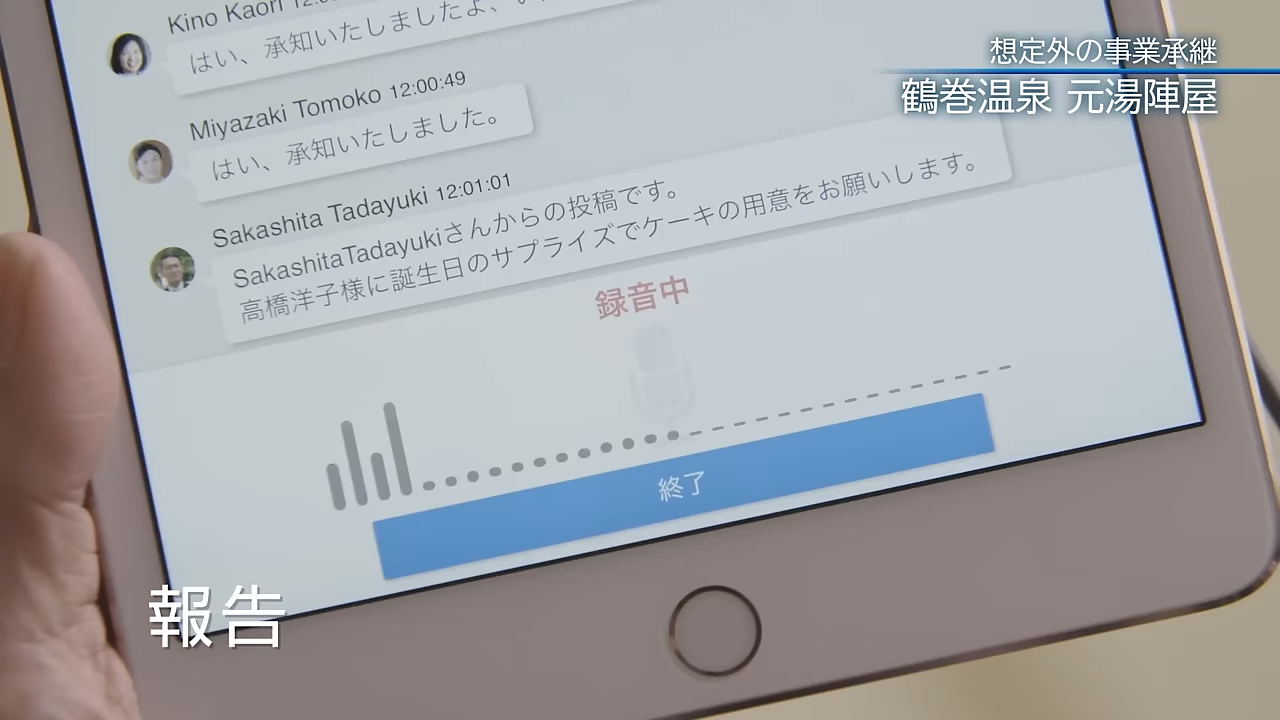 想定外の事業承継
鶴巻温泉 元湯陣屋
Kino Kaori
はい、承知いたしましたよ、
Miyazaki Tomoko 12:00:49
はい、承知いたしました。
Sakashita Tadayuki 12:01:01
SakashitaTadayukiさんからの投稿です。
高橋洋子様に誕生日のサプライズでケーキの用意をお願いします。
録音中
終了
報告